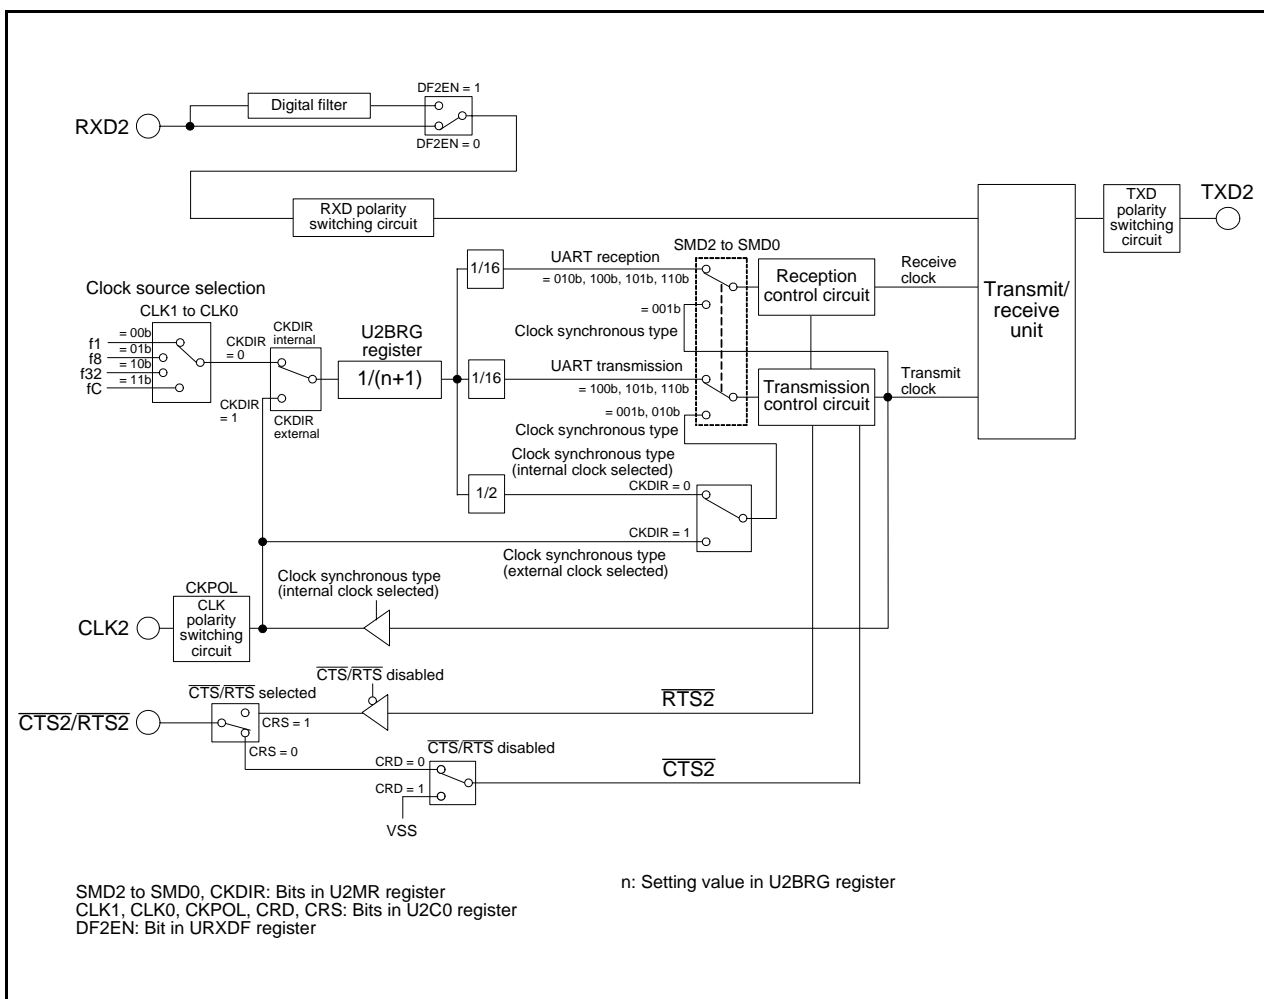 DF2EN = 1
Digital filter
RXD2
DF2EN = 0
RXD polarity
switching circuit
TXD
polarity
switching
circuit
TXD2
SMD2 to SMD0
1/16
UART reception
= 010b, 100b, 101b, 110b
Reception
control circuit
Receive
clock
Transmit/
receive
unit
Clock source selection
CLK1 to CLK0
= 00b
f1
= 01b
f8
= 10b
f32
= 11b
fC
CKDIR
= 0
CKDIR
internal
U2BRG
register
1/(n+1)
= 001b
Clock synchronous type
1/16
UART transmission
= 100b, 101b, 110b
Transmission
control circuit
Transmit
clock
CKDIR
= 1
CKDIR
external
= 001b, 010b
Clock synchronous type
Clock synchronous type
(internal clock selected)
1/2
CKDIR = 0
CKDIR = 1
Clock synchronous type
(external clock selected)
CKPOL
CLK
polarity
switching
circuit
CLK2
Clock synchronous type
(internal clock selected)
CTS/RTS disabled
CTS/RTS selected
CTS2/RTS2
CRS = 1
RTS2
CRS = 0
CTS/RTS disabled
CRD = 0
CTS2
CRD = 1
VSS
SMD2 to SMD0, CKDIR: Bits in U2MR register
CLK1, CLK0, CKPOL, CRD, CRS: Bits in U2C0 register
DF2EN: Bit in URXDF register
n: Setting value in U2BRG register